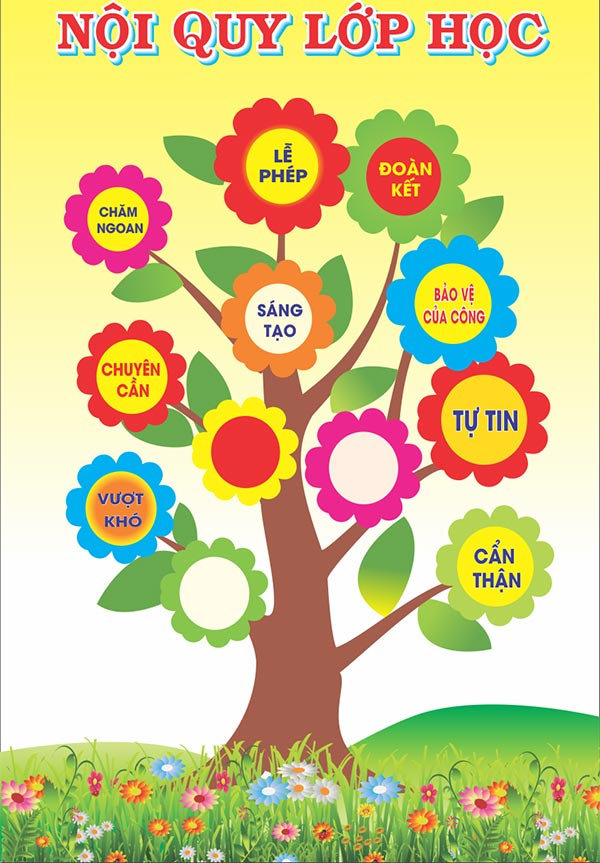 NỘI QUY LỚP HỌC
LỄ
PHÉP
ĐOÀN
KẾT
CHĂM
NGOAN
SÁNG
TẠO
BẢO VỆ
CỦA CÔNG
CHUYÊN
CẦN
TỰ TIN
VƯỢT
KHÓ
CẨN
THẬN